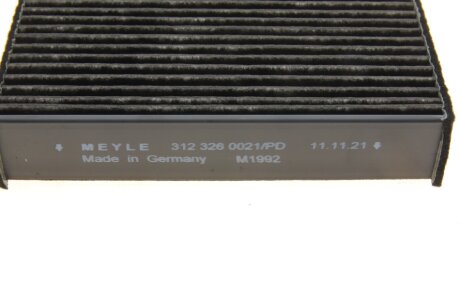 MEYLE 312 326 0021/PD 11.11.21
Made in Germany M1992